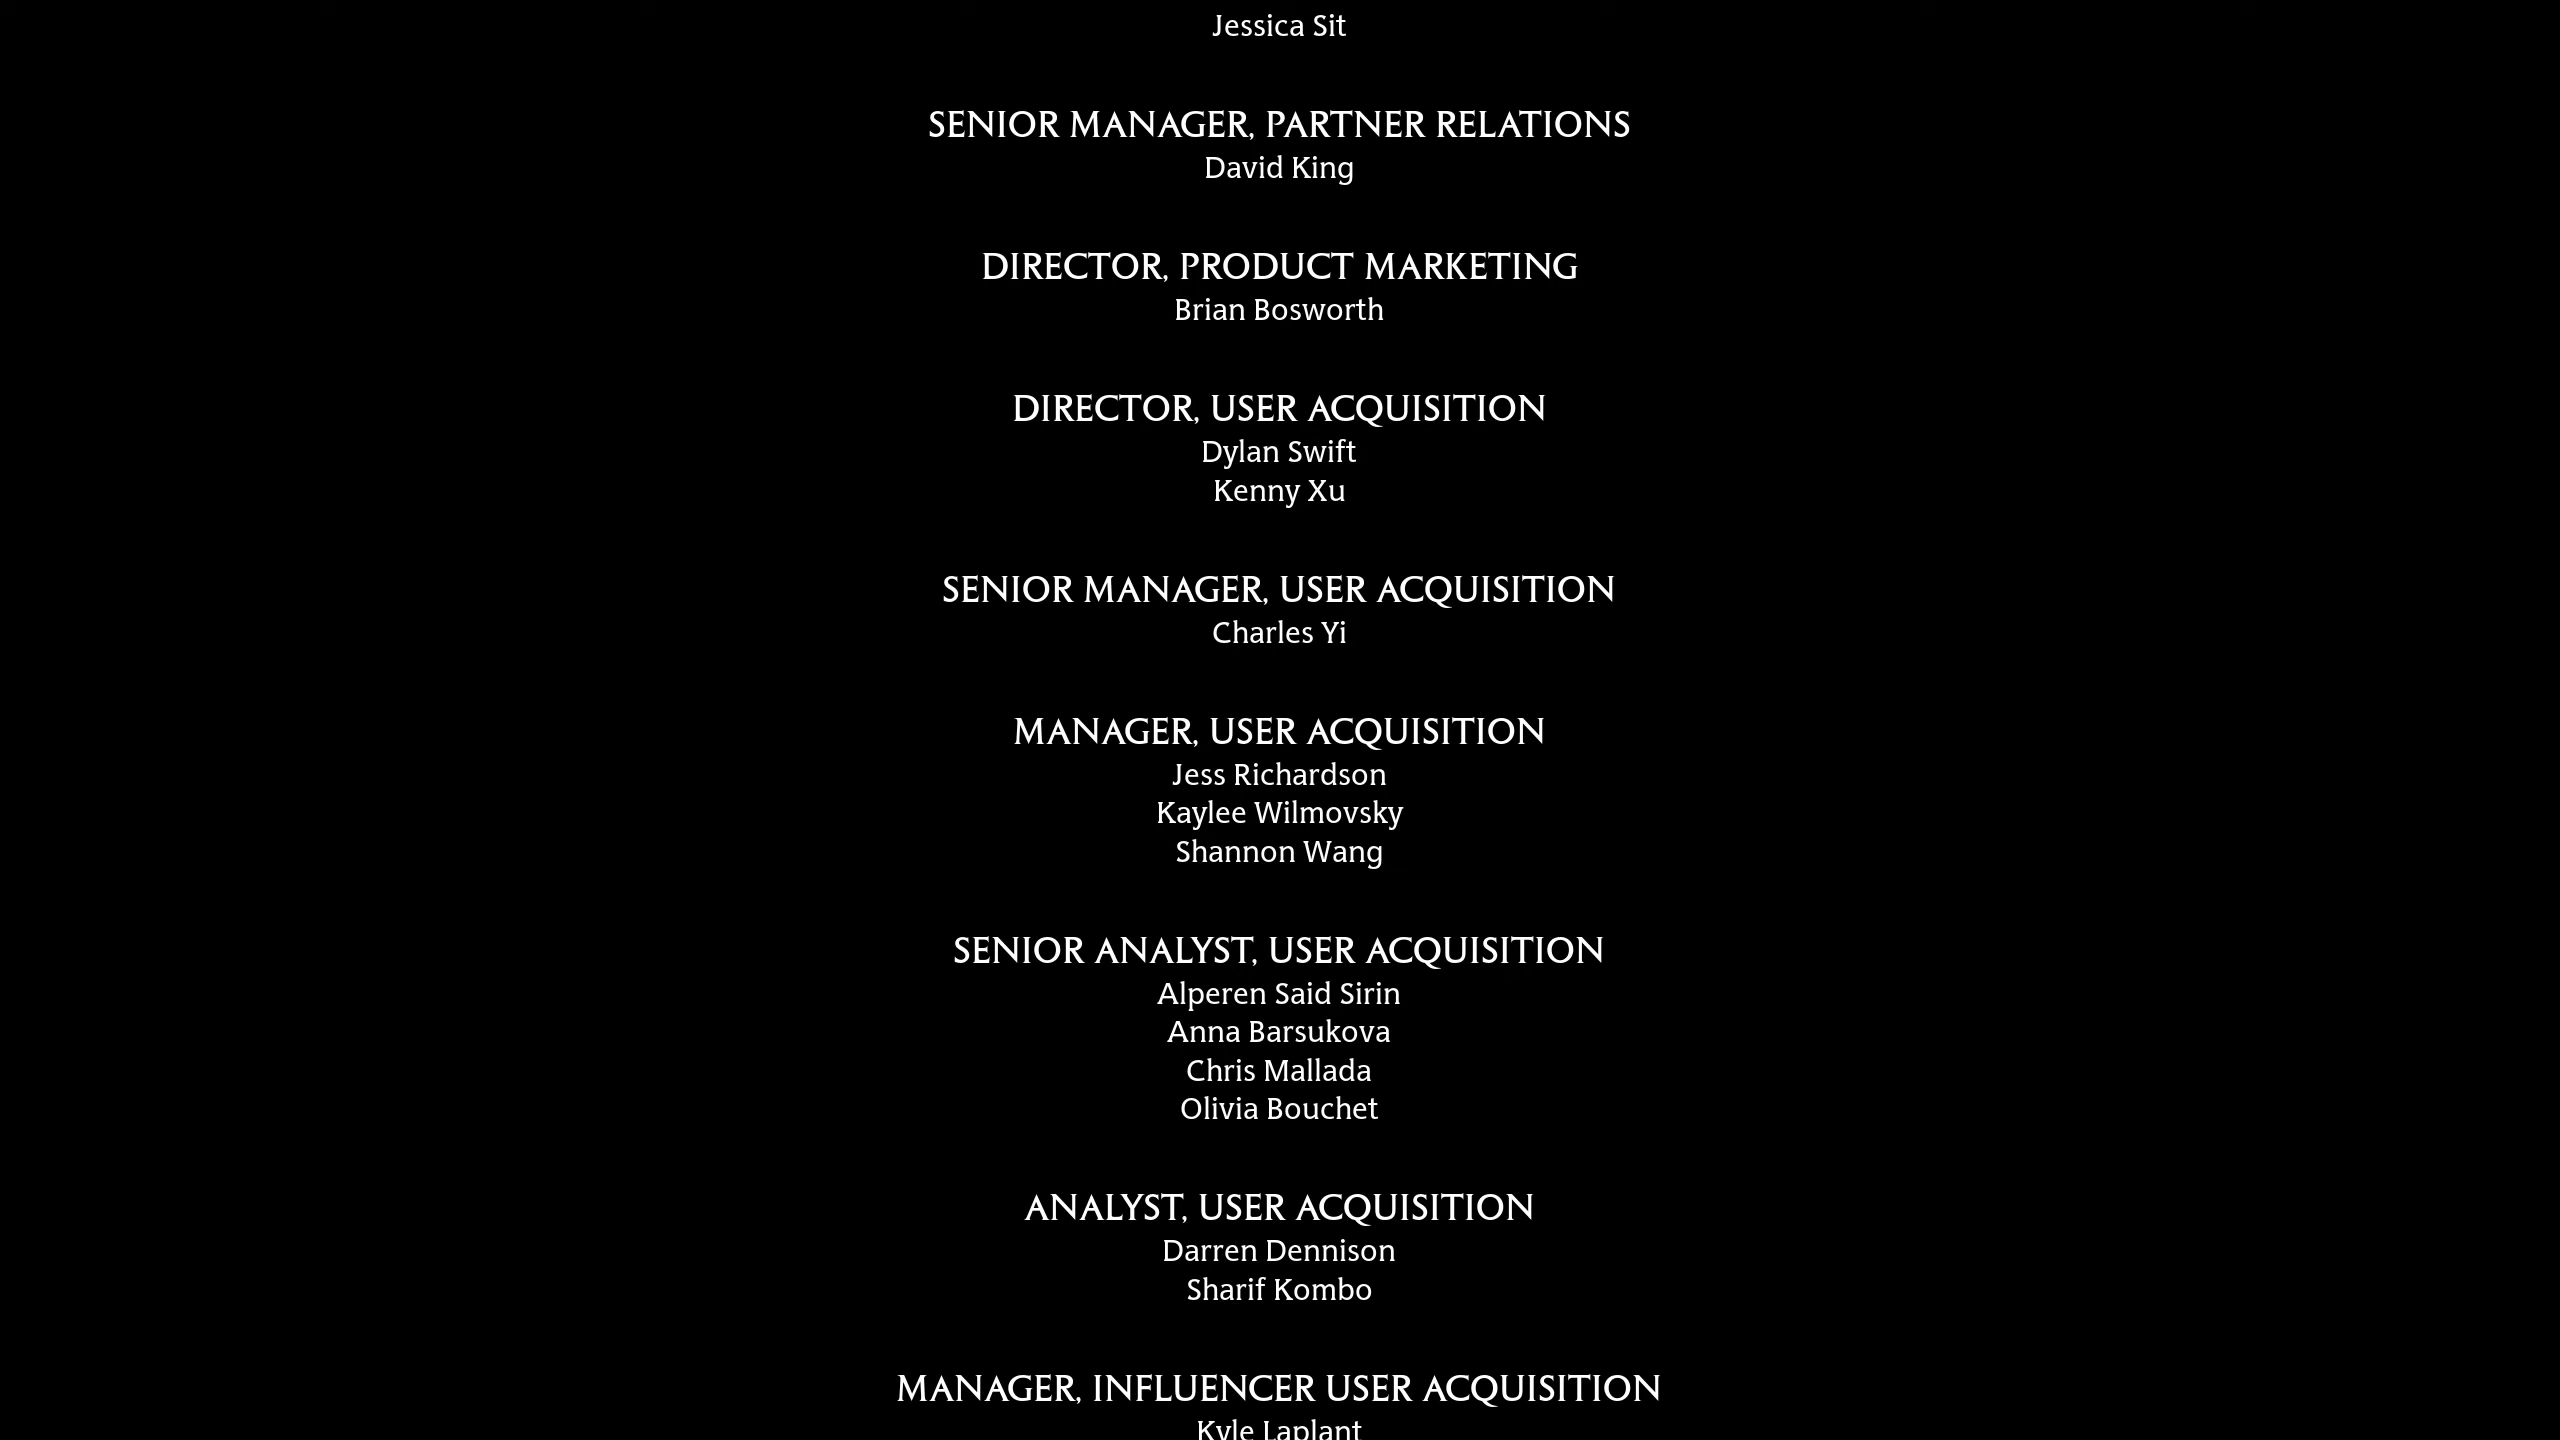 Jessica Sit
SENIOR MANAGER, PARTNER RELATIONS
David King
DIRECTOR, PRODUCT MARKETING
Brian Bosworth
DIRECTOR, USER ACQUISITION
Dylan Swift
Kenny Xu
SENIOR MANAGER, USER ACQUISITION
Charles Yi
MANAGER, USER ACQUISITION
Jess Richardson
Kaylee Wilmovsky
Shannon Wang
SENIOR ANALYST, USER ACQUISITION
Alperen Said Sirin
Anna Barsukova
Chris Mallada
Olivia Bouchet
ANALYST, USER ACQUISITION
Darren Dennison
Sharif Kombo
MANAGER, INFLUENCER USER ACQUISITION
Kyle Laplant